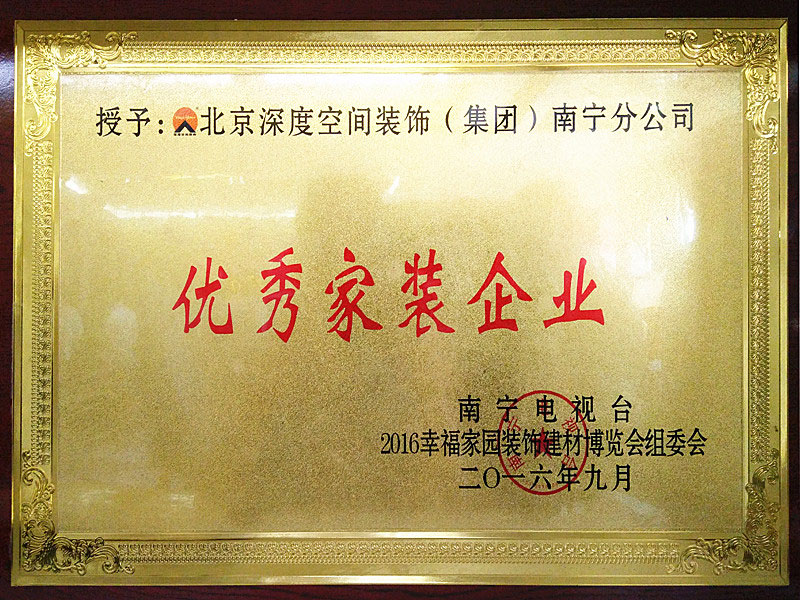 授予：北京深度空间装饰（集团）南宁分公司
优秀家装企业
南宁电视台
2016幸福家园装饰建材博览会组委会
二〇一六年九月